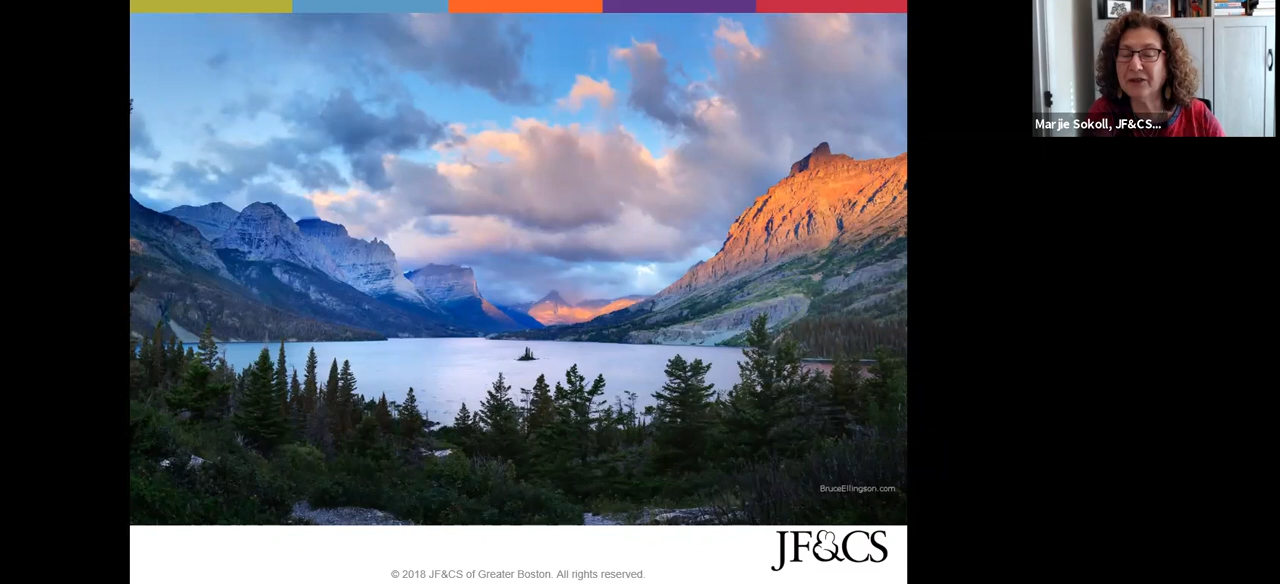 Marjie Sokoll, JF&CS...
BruceEllingson.com
JF&CS
© 2018 JF&CS of Greater Boston. All rights reserved.